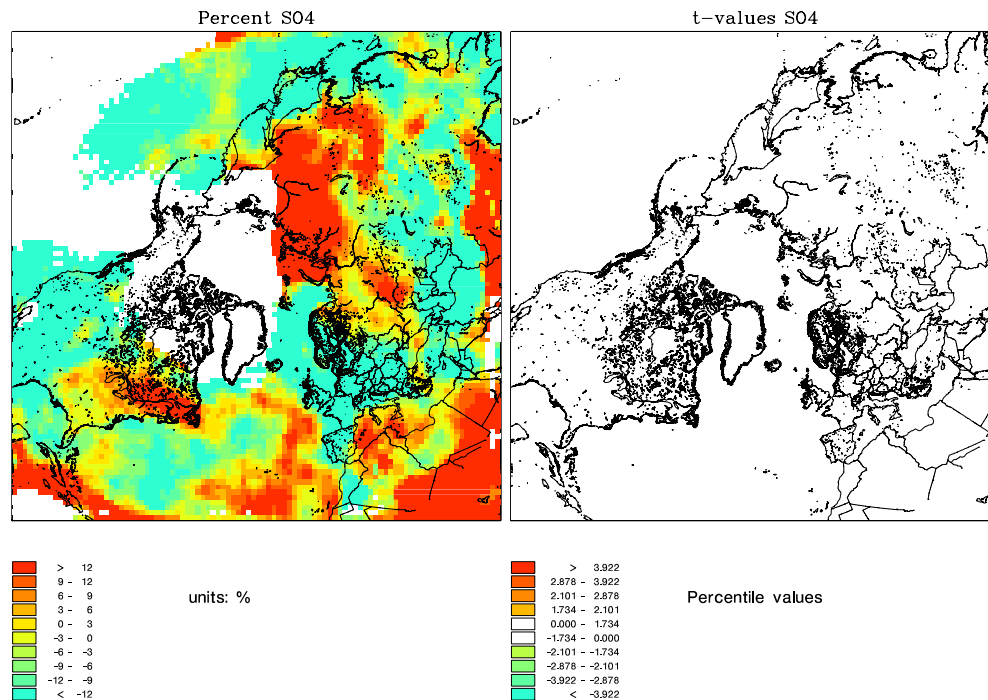 Percent SO4
t-values SO4
> 12
9 - 12
6 - 9
3 - 6
0 - 3
-3 - 0
-6 - -3
-9 - -6
-12 - -9
< -12
units: %
> 3.922
2.878 - 3.922
2.101 - 2.878
1.734 - 2.101
0.000 - 1.734
-1.734 - 0.000
-2.101 - -1.734
-2.878 - -2.101
-3.922 - -2.878
< -3.922
Percentile values